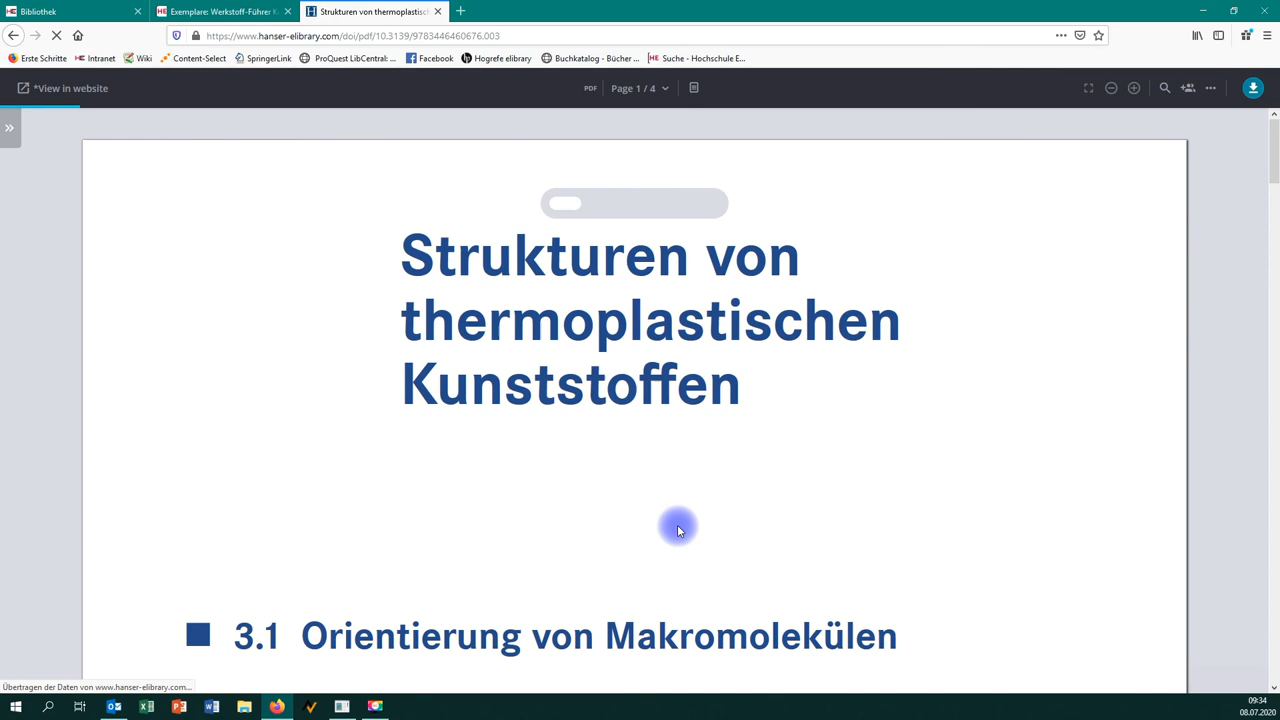 Bibliothek
Exemplare: Werkstoff-Führer K
Strukturen von thermoplastisch
https://www.hanser-elibrary.com/doi/pdf/10.3139/9783446460676.003
Erste Schritte
Intranet
Wiki
Content-Select
SpringerLink
ProQuest LibCentral: ...
Facebook
Hogrefe elibrary
Buchkatalog - Bücher ...
Suche - Hochschule E...
*View in website
PDF
Page 1 / 4
Strukturen von
thermoplastischen
Kunststoffen
3.1 Orientierung von Makromolekülen
Übertragen der Daten von www.hanser-elibrary.com...
09:34
08.07.2020